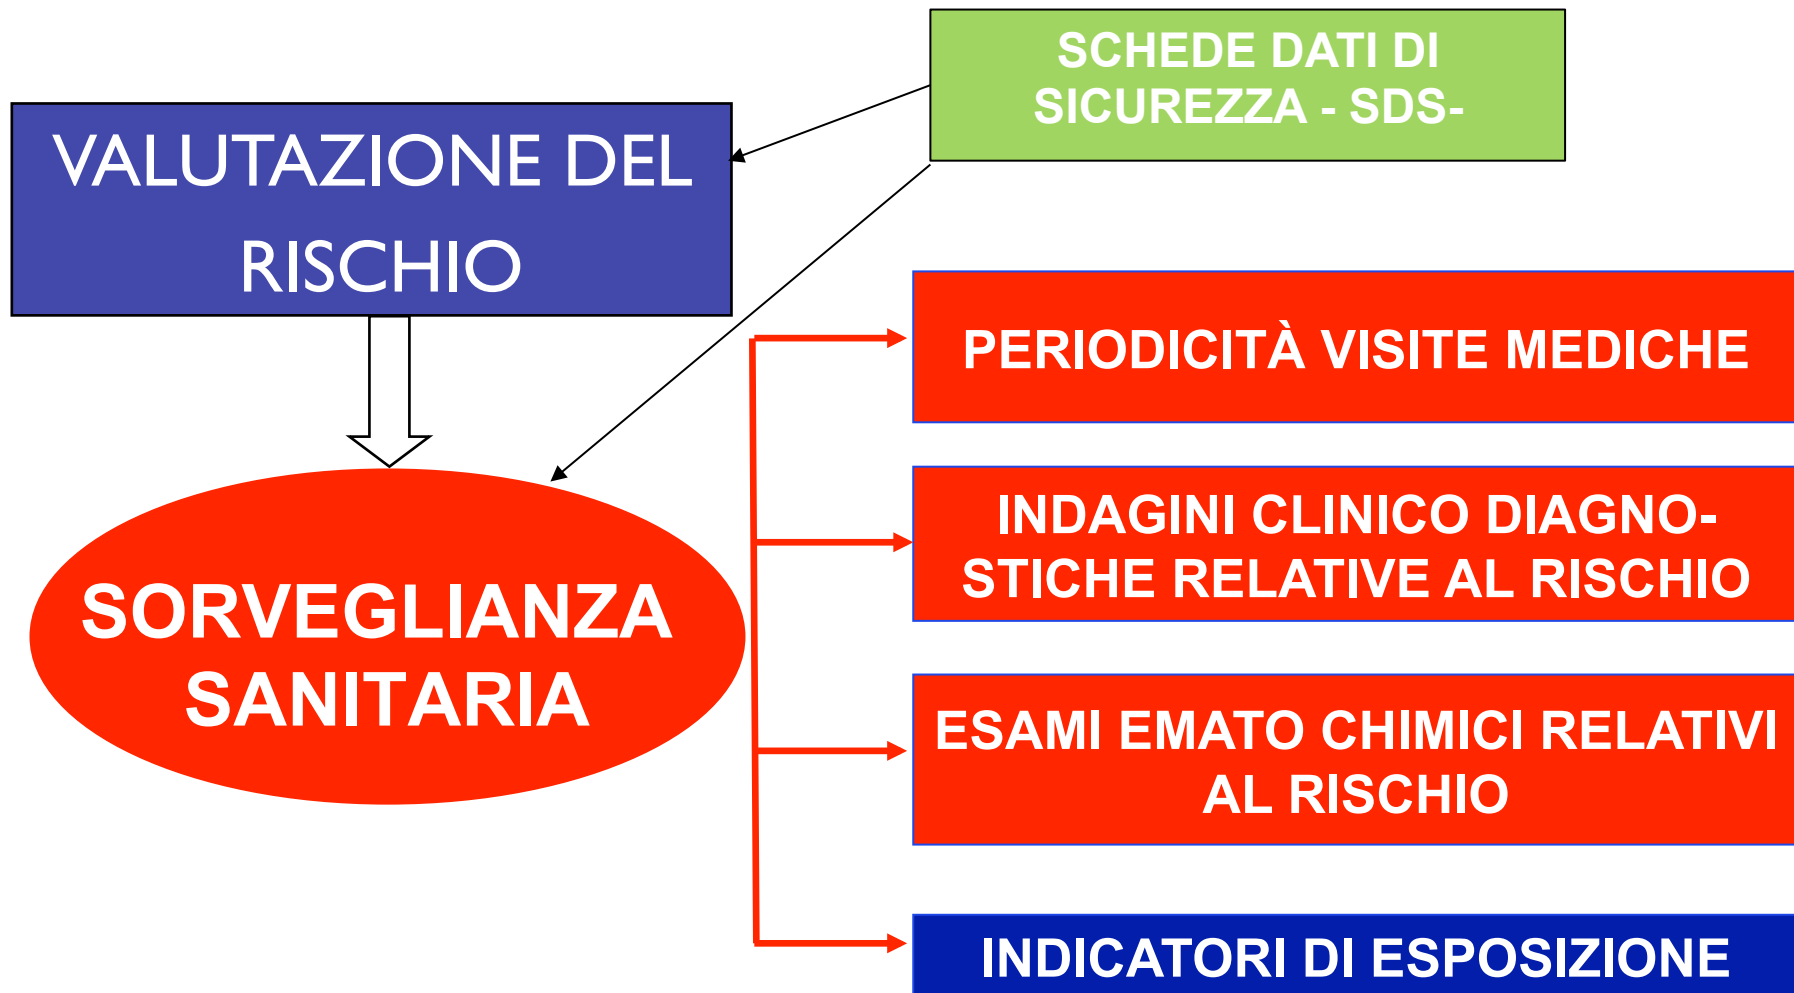 SCHEDE DATI DI
SICUREZZA - SDS-
VALUTAZIONE DEL
RISCHIO
PERIODICITÀ VISITE MEDICHE
INDAGINI CLINICO DIAGNO-
STICHE RELATIVE AL RISCHIO
SORVEGLIANZA
SANITARIA
ESAMI EMATO CHIMICI RELATIVI
AL RISCHIO
INDICATORI DI ESPOSIZIONE